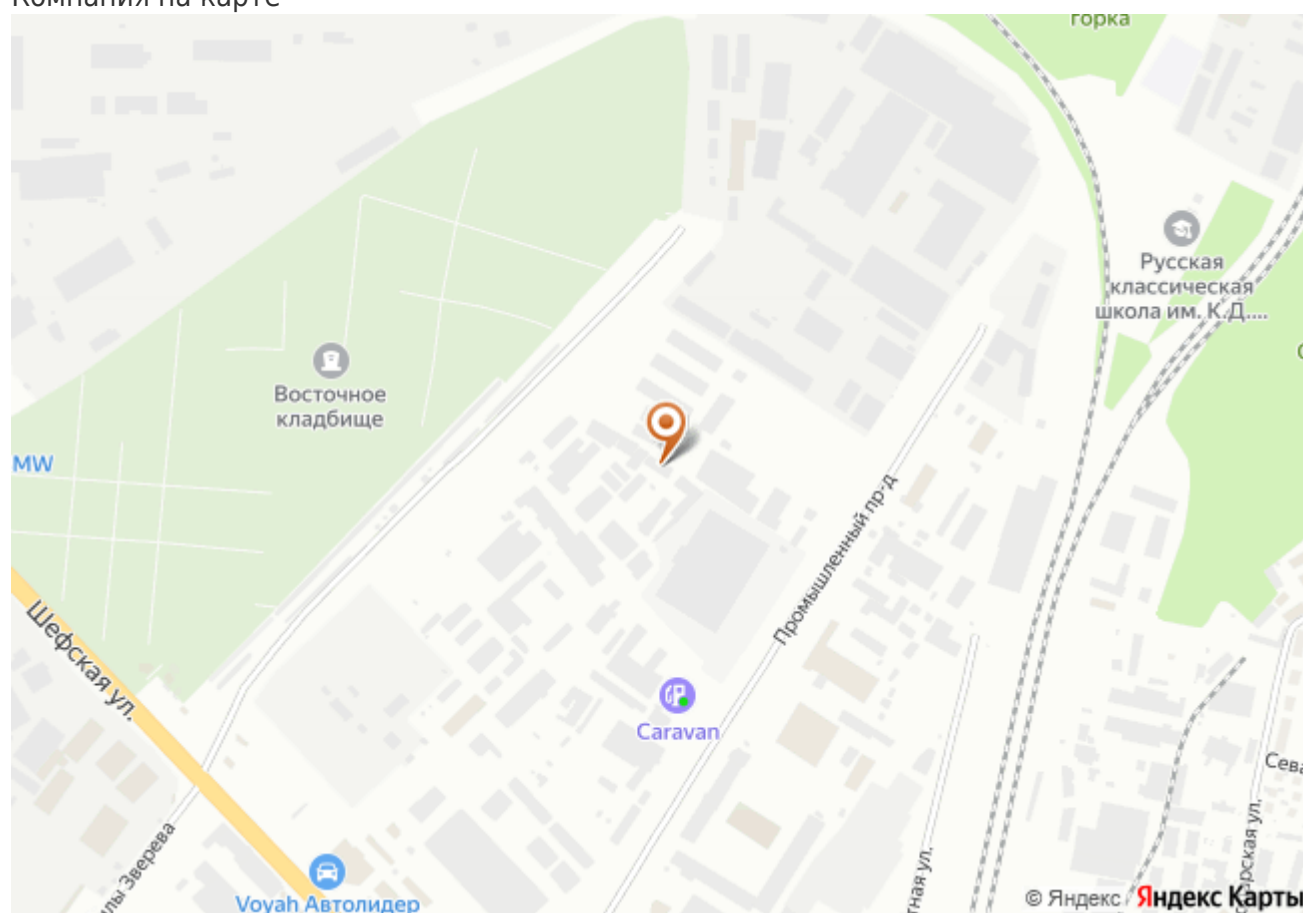 Компания на карте
горка
Русская
классическая
школа им. К.Д....
Восточное
кладбище
MW
Промышленный пр-д
Шефская ул.
Caravan
Voyah Автолидер
© Яндекс Яндекс Карты